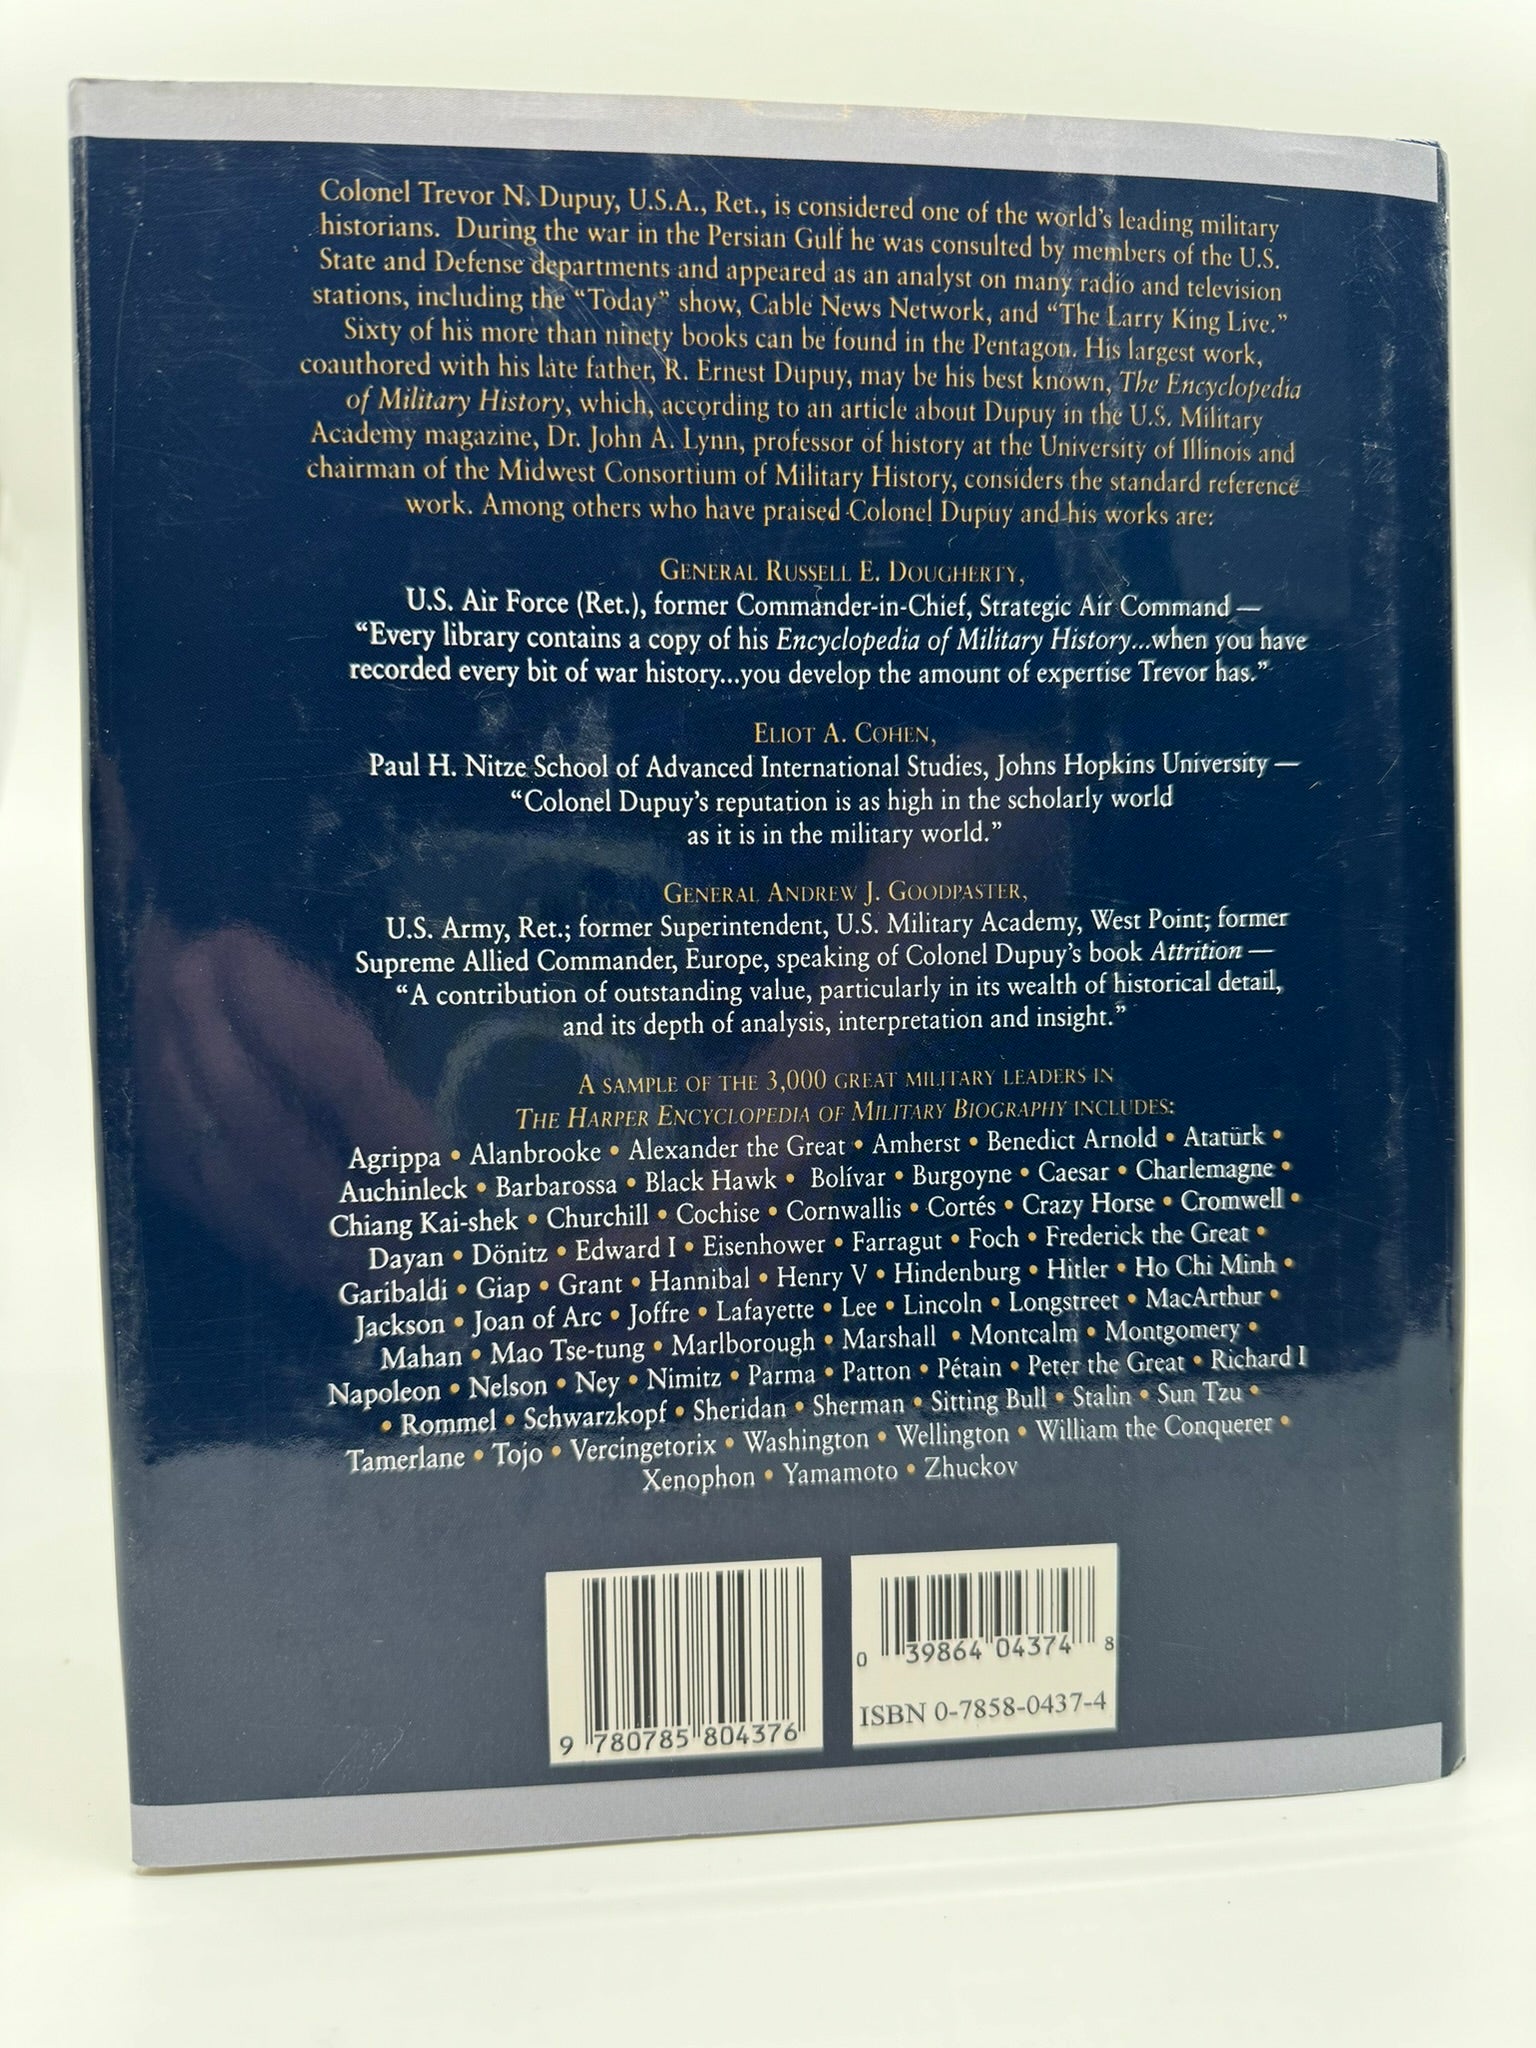 Colonel Trevor N. Dupuy, U.S.A., Ret., is considered one of the world's leading military
historians. During the war in the Persian Gulf he was consulted by members of the U.S.
State and Defense departments and appeared as an analyst on many radio and television
stations, including the “Today” show, Cable News Network, and “The Larry King Live.”
Sixty of his more than ninety books can be found in the Pentagon. His largest work,
coauthored with his late father, R. Ernest Dupuy, may be his best known, The Encyclopedia
of Military History, which, according to an article about Dupuy in the U.S. Military
Academy magazine, Dr. John A. Lynn, professor of history at the University of Illinois and
chairman of the Midwest Consortium of Military History, considers the standard reference
work. Among others who have praised Colonel Dupuy and his works are:
GENERAL RUSSELL E. DOUGHERTY,
U.S. Air Force (Ret.), former Commander-in-Chief, Strategic Air Command —
“Every library contains a copy of his Encyclopedia of Military History...when you have
recorded every bit of war history...you develop the amount of expertise Trevor has.”
ELIOT A. COHEN,
Paul H. Nitze School of Advanced International Studies, Johns Hopkins University —
“Colonel Dupuy's reputation is as high in the scholarly world
as it is in the military world.”
GENERAL ANDREW J. GOODPASTER,
U.S. Army, Ret.; former Superintendent, U.S. Military Academy, West Point; former
Supreme Allied Commander, Europe, speaking of Colonel Dupuy's book Attrition —
“A contribution of outstanding value, particularly in its wealth of historical detail,
and its depth of analysis, interpretation and insight.”
A SAMPLE OF THE 3,000 GREAT MILITARY LEADERS IN
THE HARPER ENCYCLOPEDIA OF MILITARY BIOGRAPHY INCLUDES:
Agrippa • Alanbrooke • Alexander the Great • Amherst • Benedict Arnold • Atatürk •
Auchinleck • Barbarossa • Black Hawk • Bolívar • Burgoyne • Caesar • Charlemagne •
Chiang Kai-shek • Churchill • Cochise • Cornwallis • Cortés • Crazy Horse • Cromwell •
Dayan • Dönitz • Edward I • Eisenhower • Farragut • Foch • Frederick the Great •
Garibaldi • Giap • Grant • Hannibal • Henry V • Hindenburg • Hitler • Ho Chi Minh •
Jackson • Joan of Arc • Joffre • Lafayette • Lee • Lincoln • Longstreet • MacArthur •
Mahan • Mao Tse-tung • Marlborough • Marshall • Montcalm • Montgomery •
Napoleon • Nelson • Ney • Nimitz • Parma • Patton • Pétain • Peter the Great • Richard I
• Rommel • Schwarzkopf • Sheridan • Sherman • Sitting Bull • Stalin • Sun Tzu •
Tamerlane • Tojo • Vercingetorix • Washington • Wellington • William the Conquerer •
Xenophon • Yamamoto • Zhuckov
9 780785 804376
0 39864 04374 8
ISBN 0-7858-0437-4